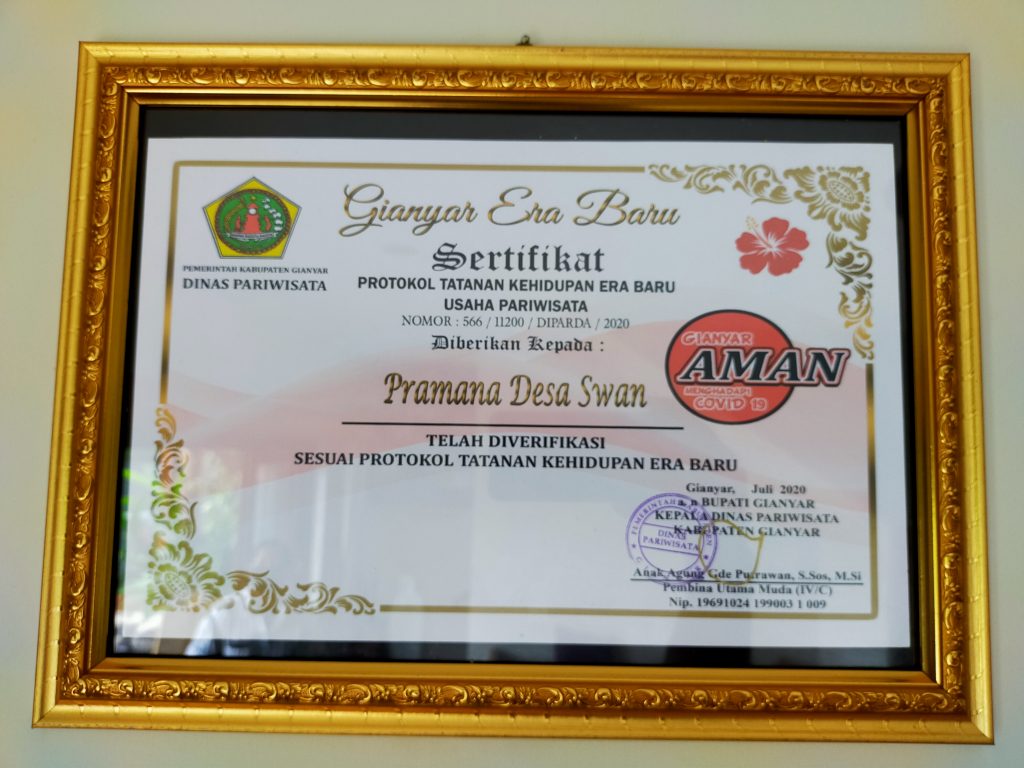 Gianyar Era Baru
PEMERINTAH KABUPATEN GIANYAR
DINAS PARIWISATA
Sertifikat
PROTOKOL TATANAN KEHIDUPAN ERA BARU
USAHA PARIWISATA
NOMOR : 566 / 11200 / DIPARDA / 2020
Diberikan Kepada :
GIANYAR
AMAN
MENGHADAPI
COVID 19
Pramana Desa Swan
TELAH DIVERIFIKASI
SESUAI PROTOKOL TATANAN KEHIDUPAN ERA BARU
Gianyar, Juli 2020
a. n BUPATI GIANYAR
KEPALA DINAS PARIWISATA
KABUPATEN GIANYAR
DINAS
PARIWISATA
Anak Agung Gde Putrawan, S.Sos, M.Si
Pembina Utama Muda (IV/C)
Nip. 19691024 199003 1 009